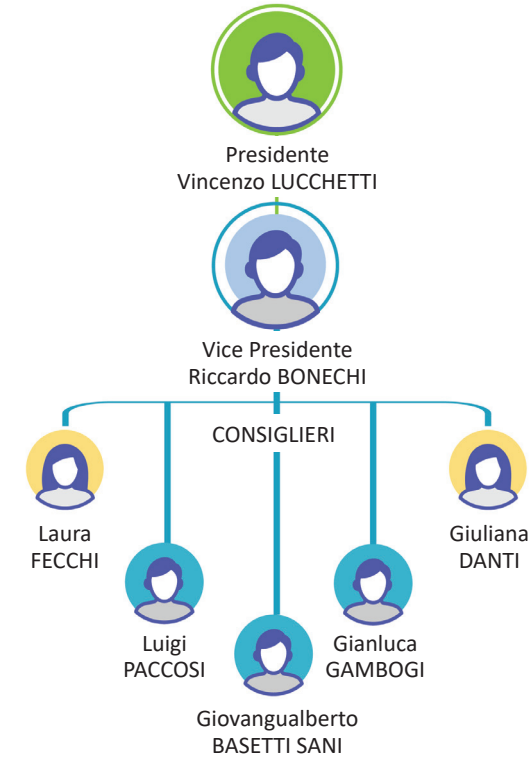 Presidente
Vincenzo LUCCHETTI
Vice Presidente
Riccardo BONECHI
CONSIGLIERI
Laura
FECCHI
Giuliana
DANTI
Luigi
PACCOSI
Gianluca
GAMBOGI
Giovangualberto
BASETTI SANI